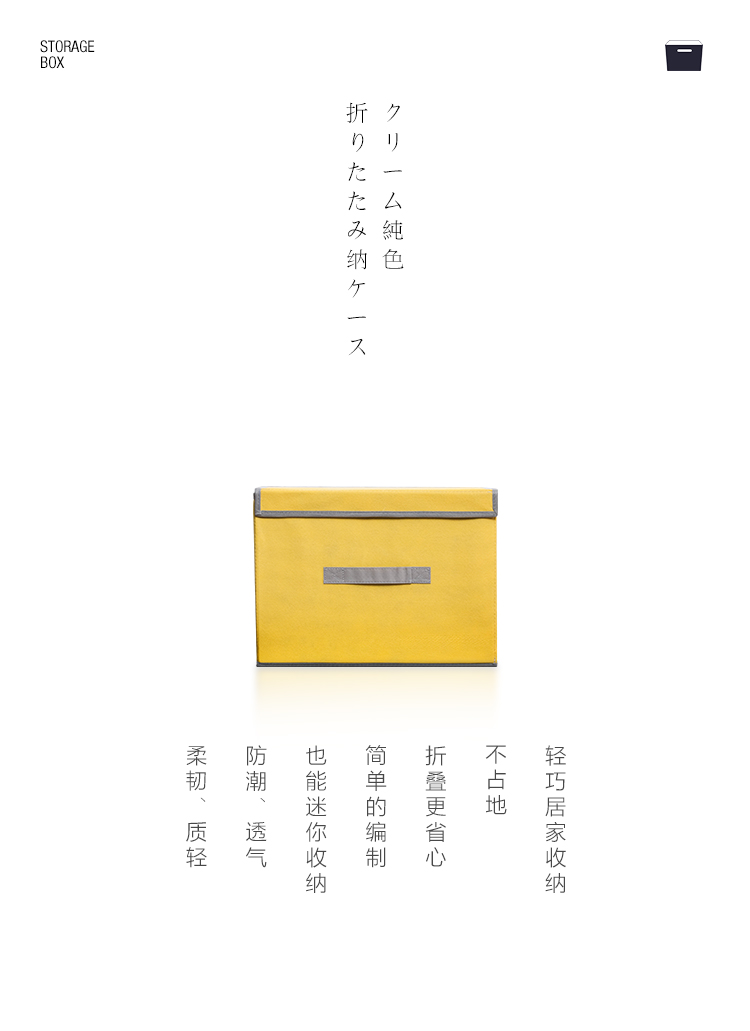 STORAGE
BOX
クリーム純色
折りたたみ纳ケース
轻巧居家收纳
不占地
折叠更省心
简单的编制
也能迷你收纳
防潮、透气
柔韧、质轻